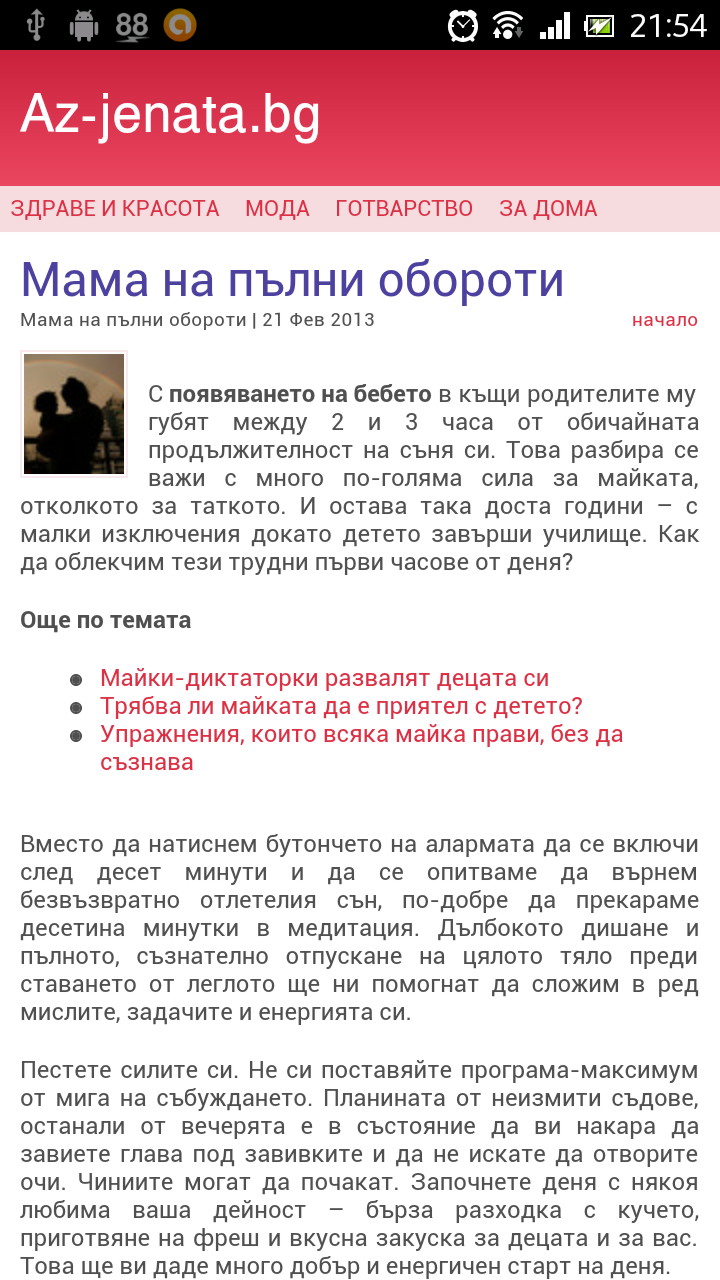 88
21:54
Az-jenata.bg
ЗДРАВЕ И КРАСОТА МОДА ГОТВАРСТВО ЗА ДОМА
Мама на пълни обороти
Мама на пълни обороти | 21 Фев 2013 начало
С появяването на бебето в къщи родителите му
губят между 2 и 3 часа от обичайната
продължителност на съня си. Това разбира се
важи с много по-голяма сила за майката,
отколкото за таткото. И остава така доста години – с
малки изключения докато детето завърши училище. Как
да облекчим тези трудни първи часове от деня?
Още по темата
Майки-диктаторки развалят децата си
Трябва ли майката да е приятел с детето?
Упражнения, които всяка майка прави, без да
съзнава
Вместо да натиснем бутончето на алармата да се включи
след десет минути и да се опитваме да върнем
безвъзвратно отлетелия сън, по-добре да прекараме
десетина минутки в медитация. Дълбокото дишане и
пълното, съзнателно отпускане на цялото тяло преди
ставането от леглото ще ни помогнат да сложим в ред
мислите, задачите и енергията си.
Пестете силите си. Не си поставяйте програма-максимум
от мига на събуждането. Планината от неизмити съдове,
останали от вечерята е в състояние да ви накара да
завиете глава под завивките и да не искате да отворите
очи. Чиниите могат да почакат. Започнете деня с някоя
любима ваша дейност – бърза разходка с кучето,
приготвяне на фреш и вкусна закуска за децата и за вас.
Това ще ви даде много добър и енергичен старт на деня.